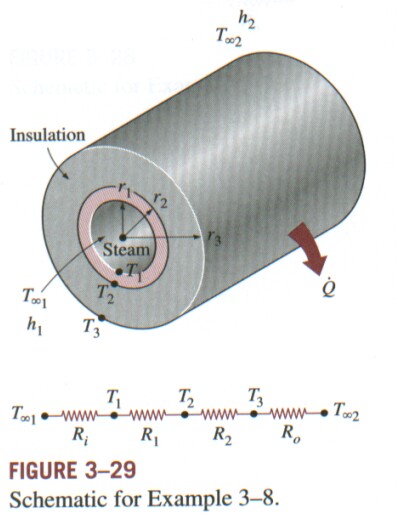 h₂
T∞2
Insulation
r₁
r₂
r₃
Steam
T₁
T₂
T₃
T∞1
h₁
Q̇
T∞1
T₁
T₂
T₃
T∞2
Rᵢ
R₁
R₂
Rₒ
FIGURE 3–29
Schematic for Example 3–8.